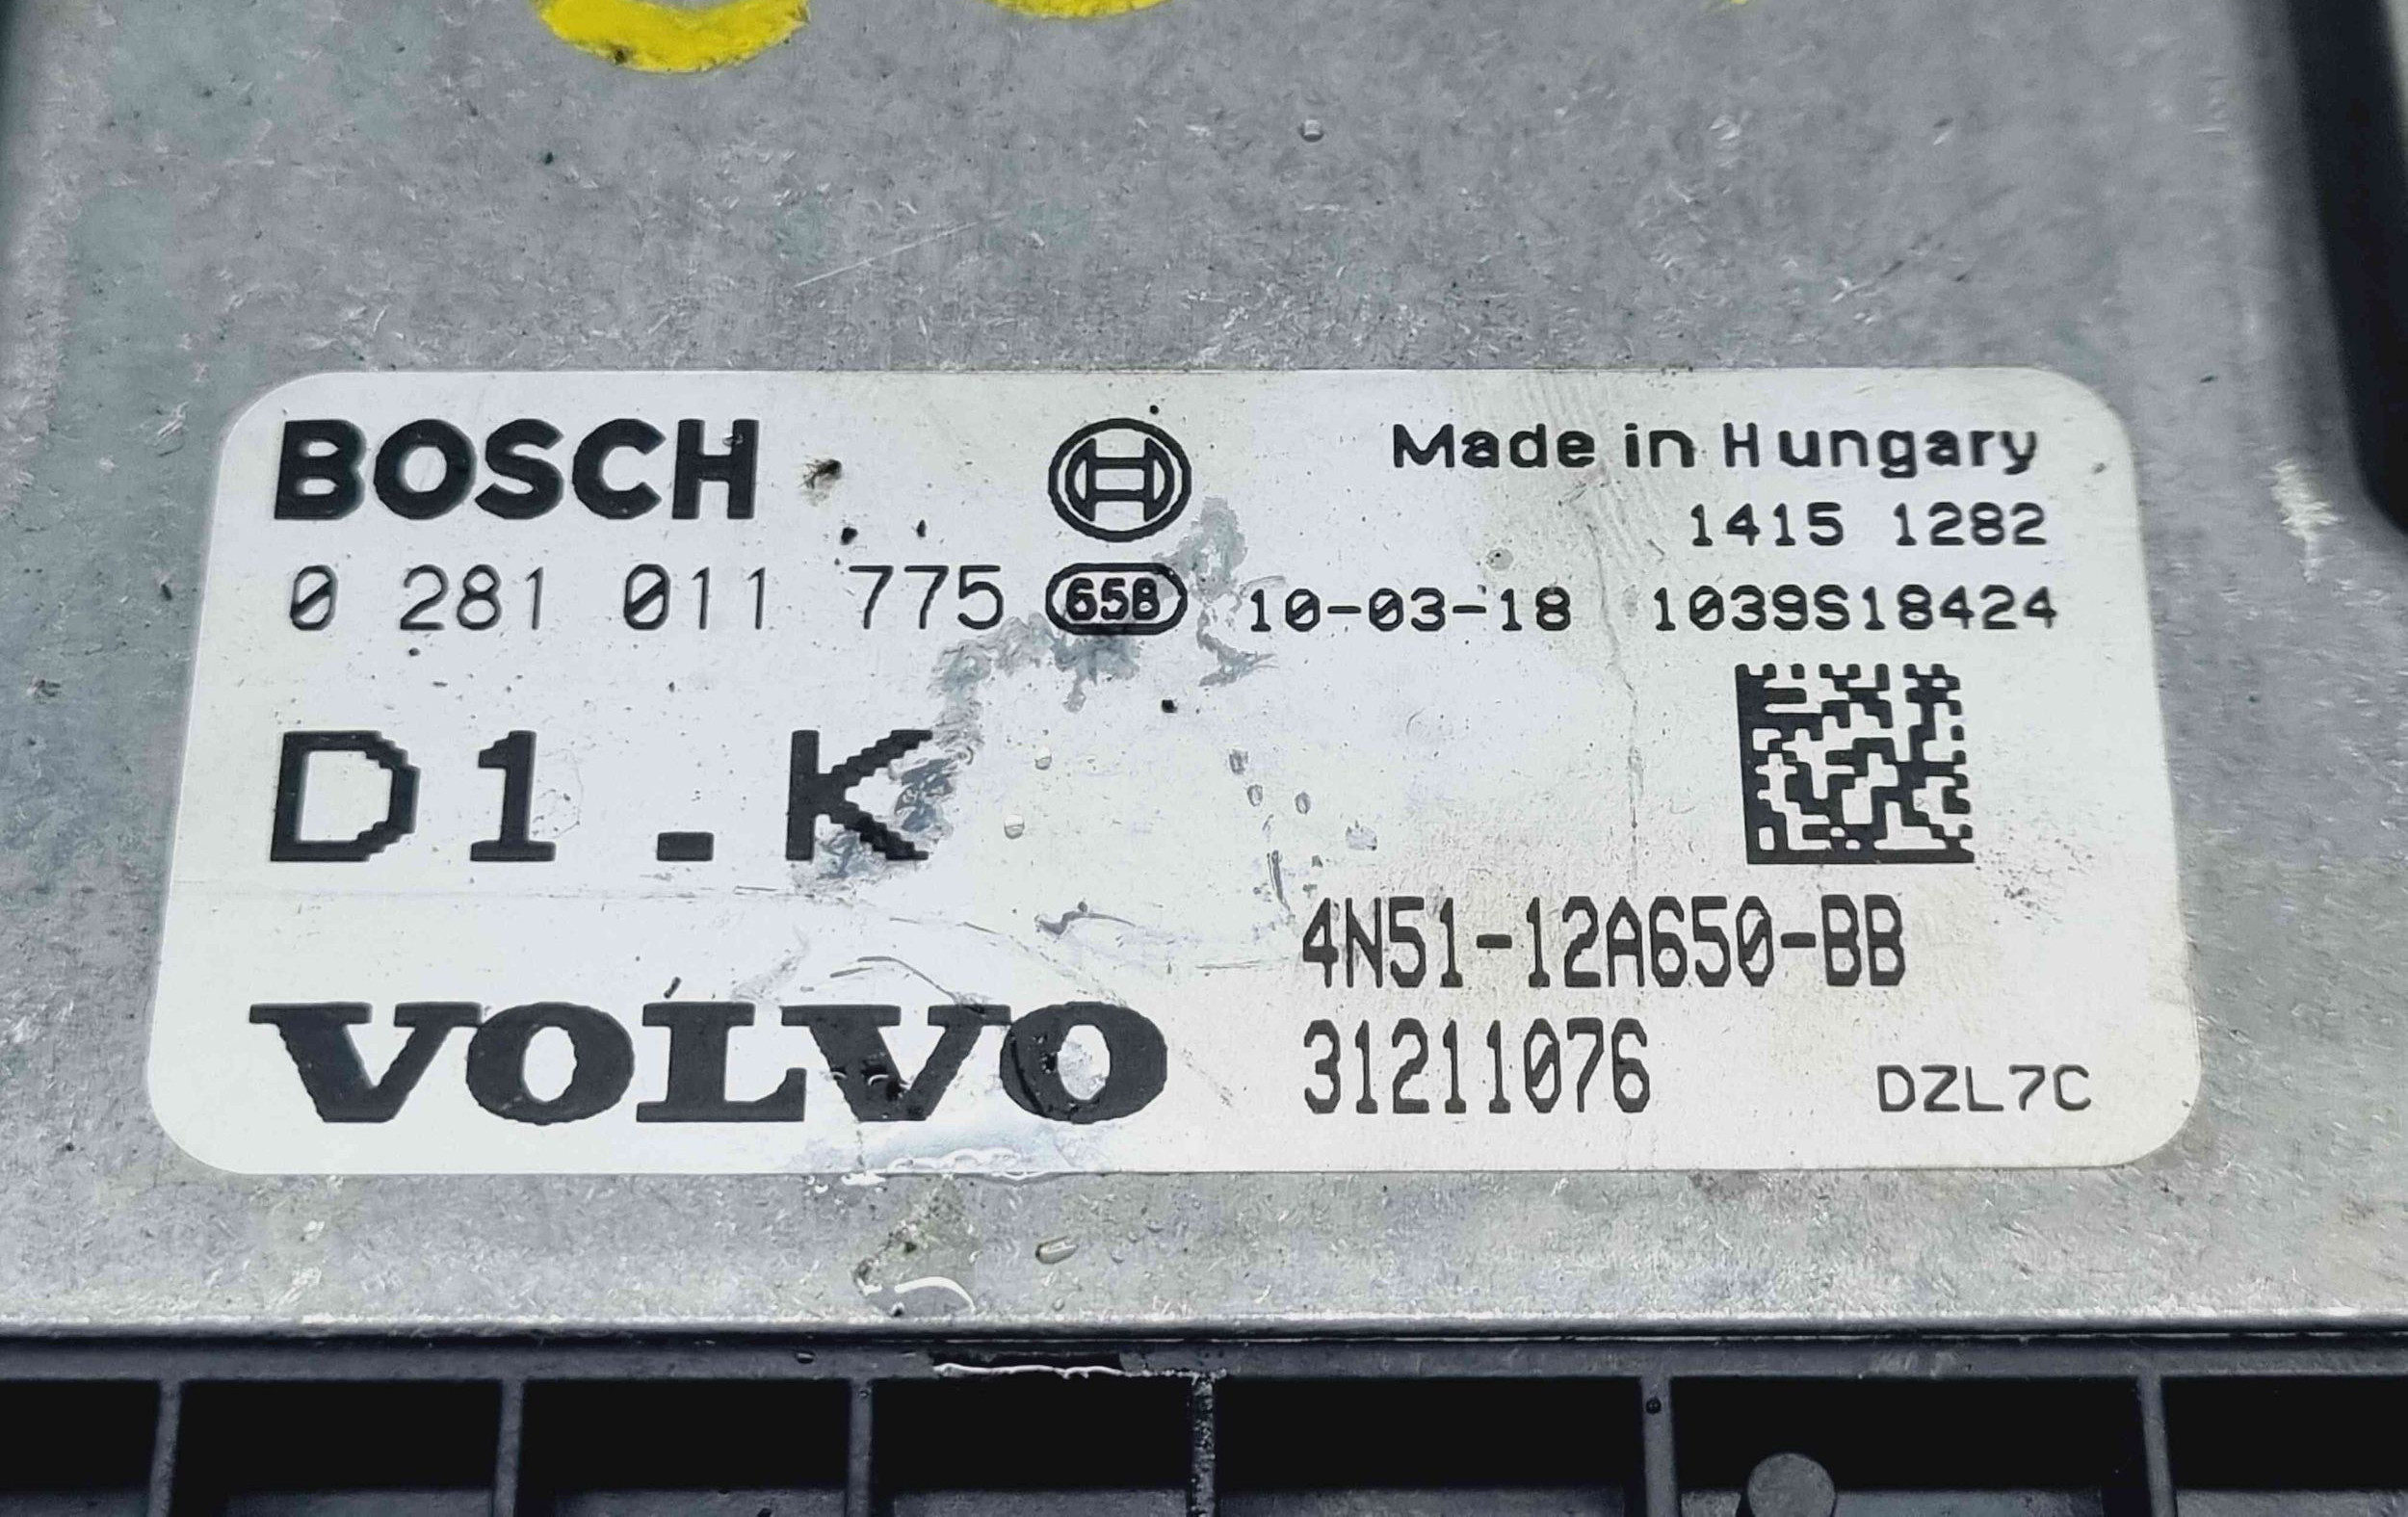 BOSCH
Made in Hungary
1415 1282
0 281 011 775 65B 10-03-18 1039S18424
D1.K
4N51-12A650-BB
VOLVO
31211076
DZL7C